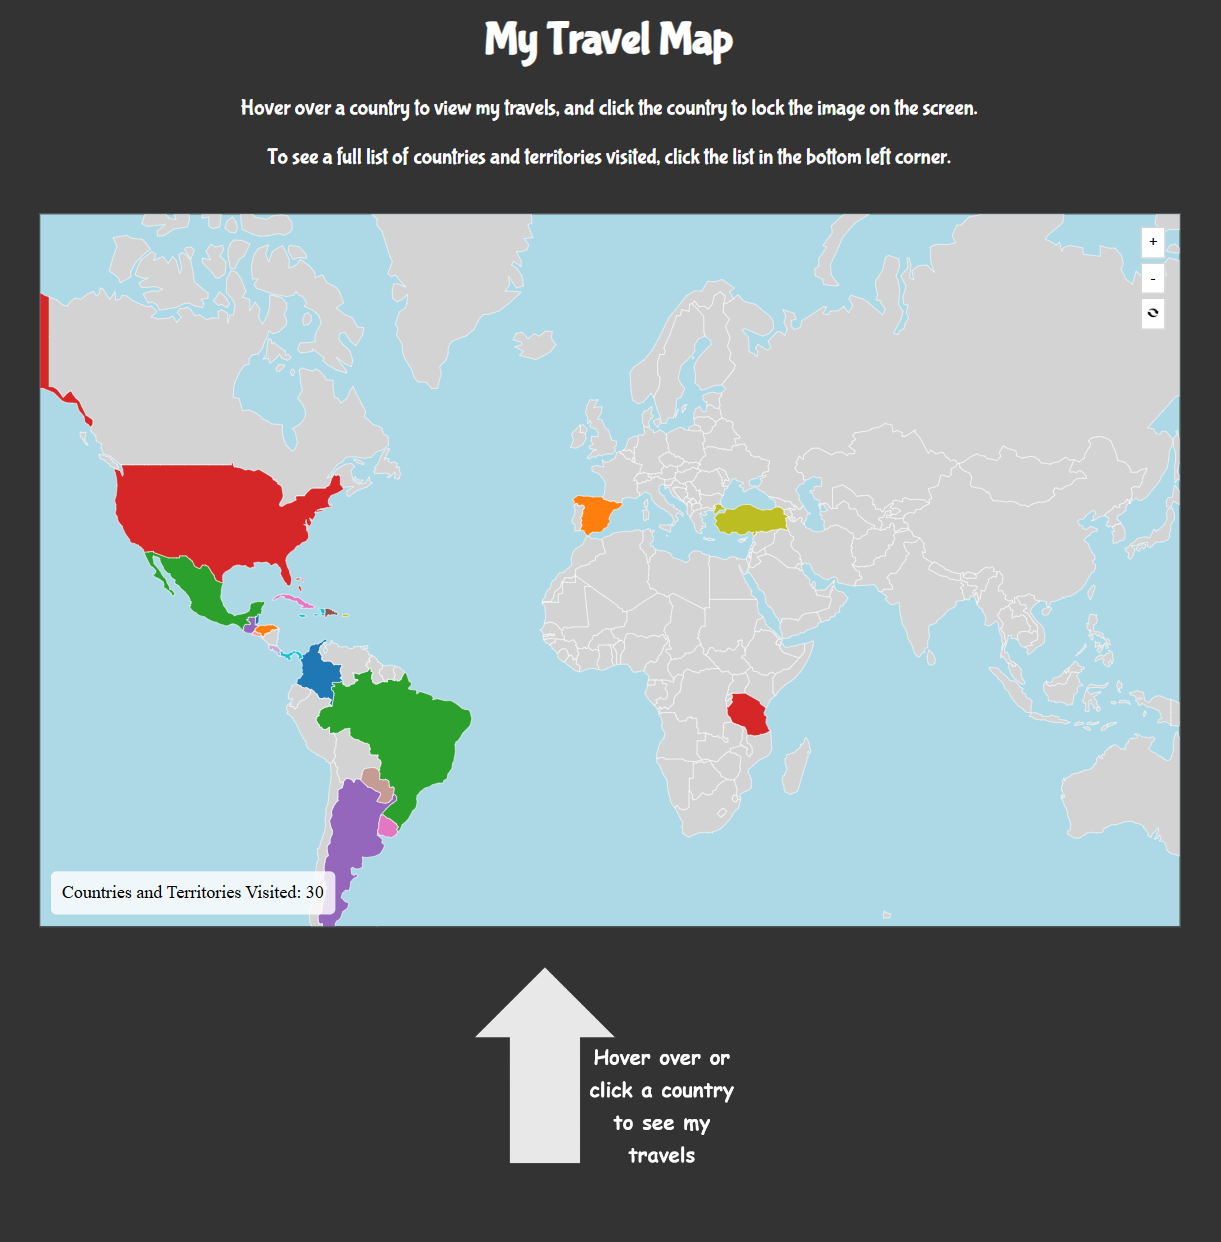 My Travel Map
Hover over a country to view my travels, and click the country to lock the image on the screen.
To see a full list of countries and territories visited, click the list in the bottom left corner.
+
-
Countries and Territories Visited: 30
Hover over or
click a country
to see my
travels